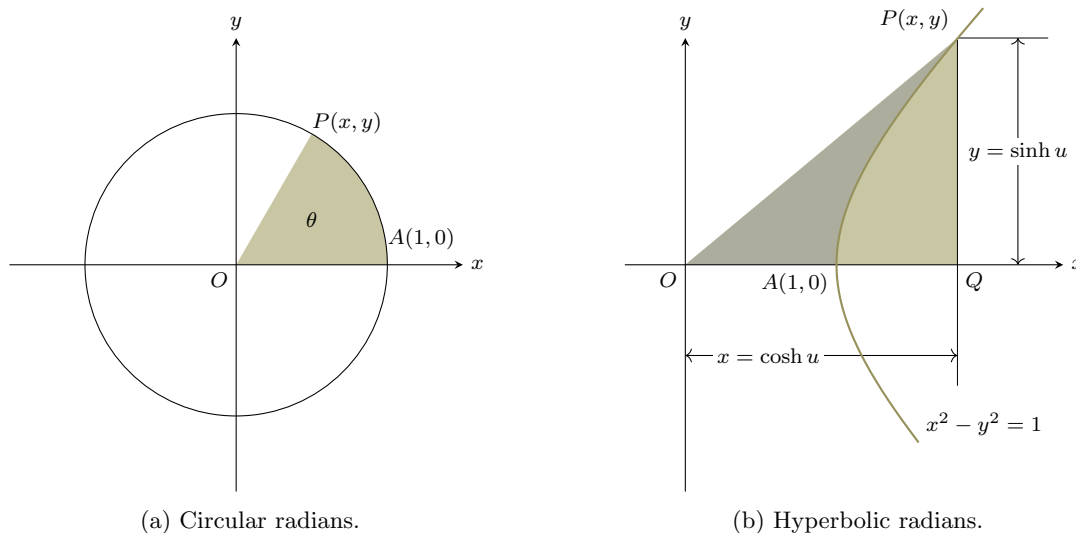 y
P(x, y)
θ
A(1, 0)
x
O
(a) Circular radians.
y
P(x, y)
y = sinh u
x
O
A(1, 0)
Q
x = cosh u
x² − y² = 1
(b) Hyperbolic radians.